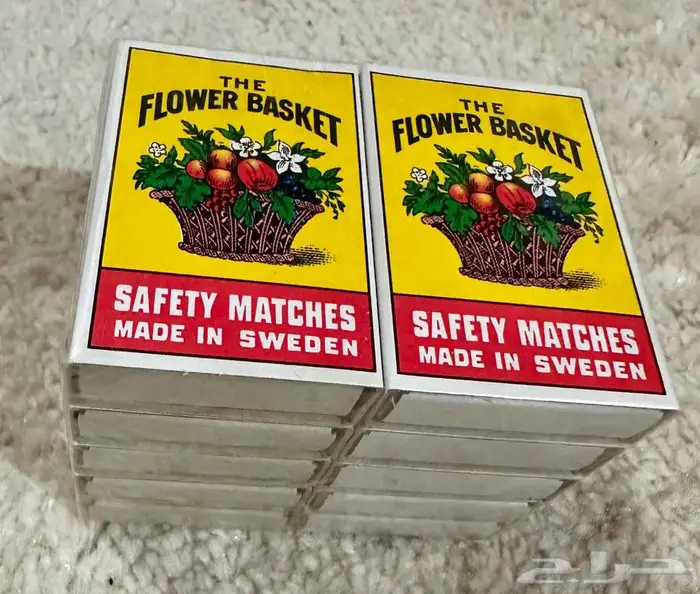 THE
FLOWER BASKET
SAFETY MATCHES
MADE IN SWEDEN
THE
FLOWER BASKET
SAFETY MATCHES
MADE IN SWEDEN
حراج